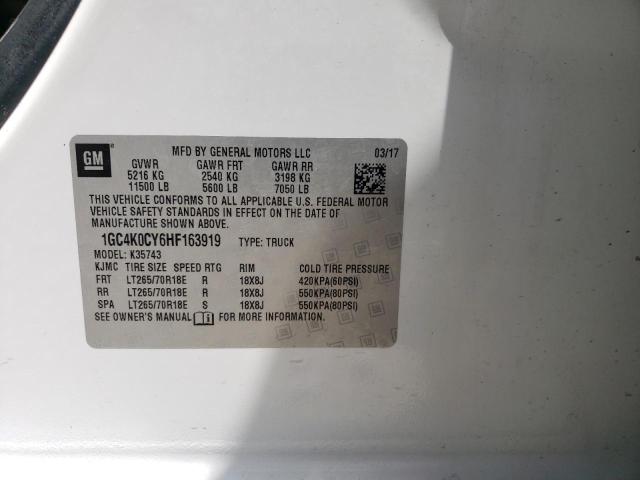 GM MFD BY GENERAL MOTORS LLC 03/17
GVWR GAWR FRT GAWR RR
5216 KG 2540 KG 3198 KG
11500 LB 5600 LB 7050 LB
THIS VEHICLE CONFORMS TO ALL APPLICABLE U.S. FEDERAL MOTOR
VEHICLE SAFETY STANDARDS IN EFFECT ON THE DATE OF
MANUFACTURE SHOWN ABOVE.
1GC4K0CY6HF163919 TYPE: TRUCK
MODEL: K35743
KJMC TIRE SIZE SPEED RTG RIM COLD TIRE PRESSURE
FRT LT265/70R18E R 18X8J 420KPA(60PSI)
RR LT265/70R18E R 18X8J 550KPA(80PSI)
SPA LT265/70R18E S 18X8J 550KPA(80PSI)
SEE OWNER'S MANUAL FOR MORE INFORMATION.